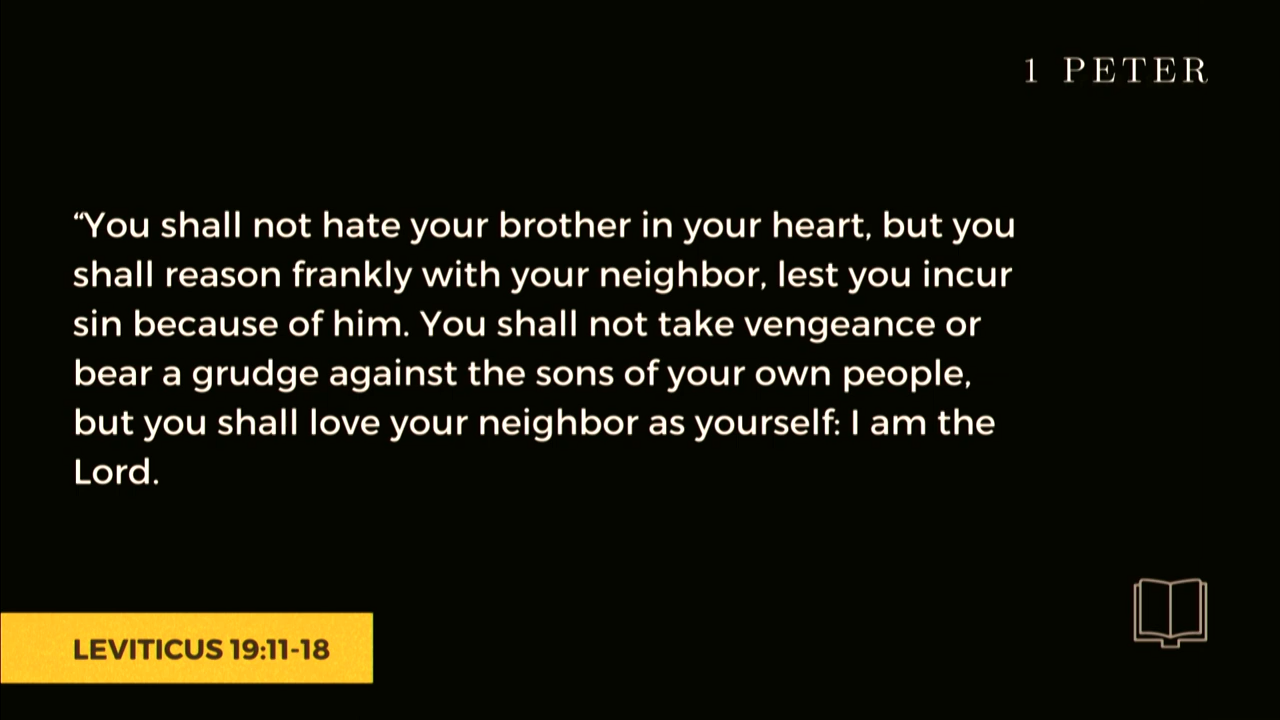 1 PETER
“You shall not hate your brother in your heart, but you
shall reason frankly with your neighbor, lest you incur
sin because of him. You shall not take vengeance or
bear a grudge against the sons of your own people,
but you shall love your neighbor as yourself: I am the
Lord.
LEVITICUS 19:11-18